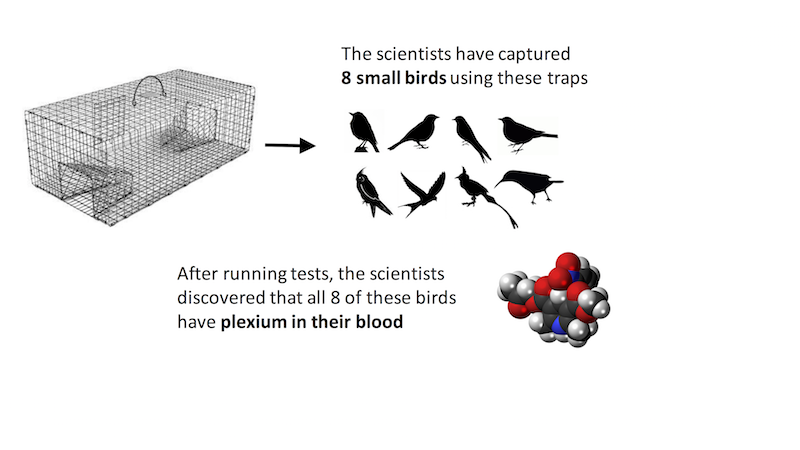 The scientists have captured
8 small birds using these traps
After running tests, the scientists
discovered that all 8 of these birds
have plexium in their blood